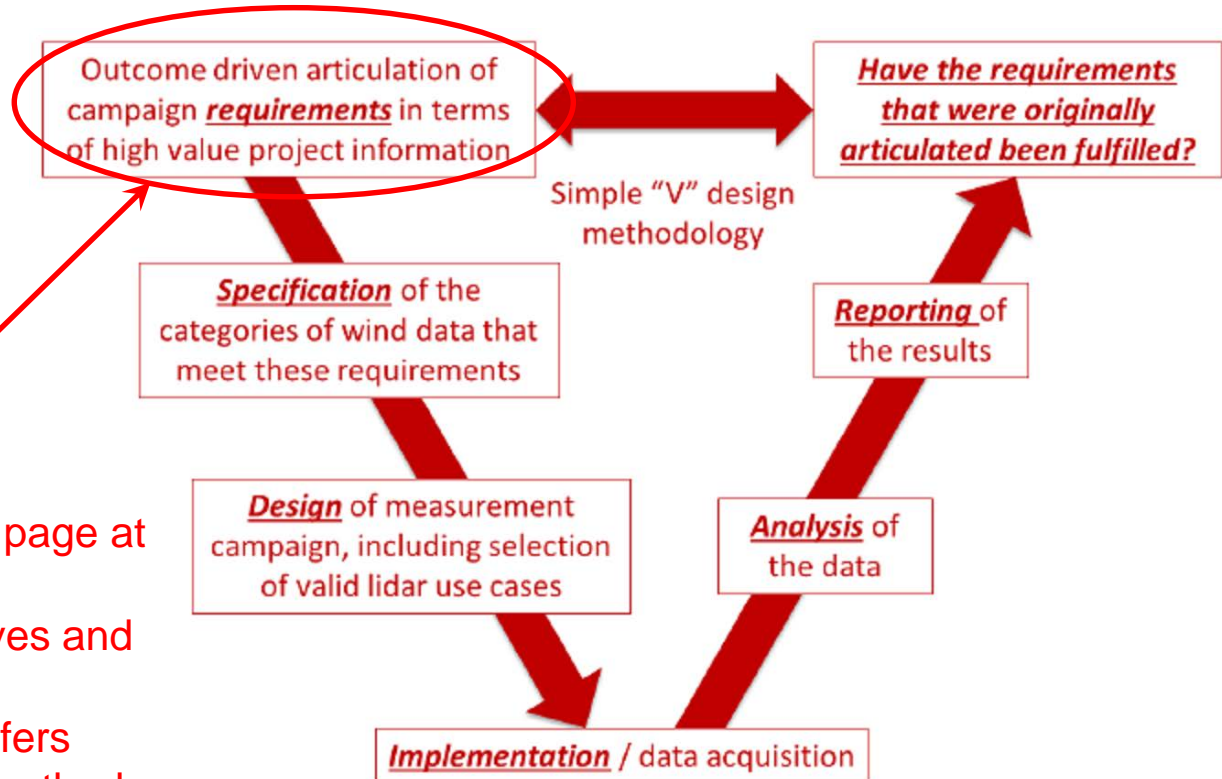 Outcome driven articulation of
campaign requirements in terms
of high value project information
Have the requirements
that were originally
articulated been fulfilled?
Simple “V” design
methodology
Specification of the
categories of wind data that
meet these requirements
Reporting of
the results
Design of measurement
campaign, including selection
of valid lidar use cases
Analysis of
the data
Implementation / data acquisition
page at
ves and
fers